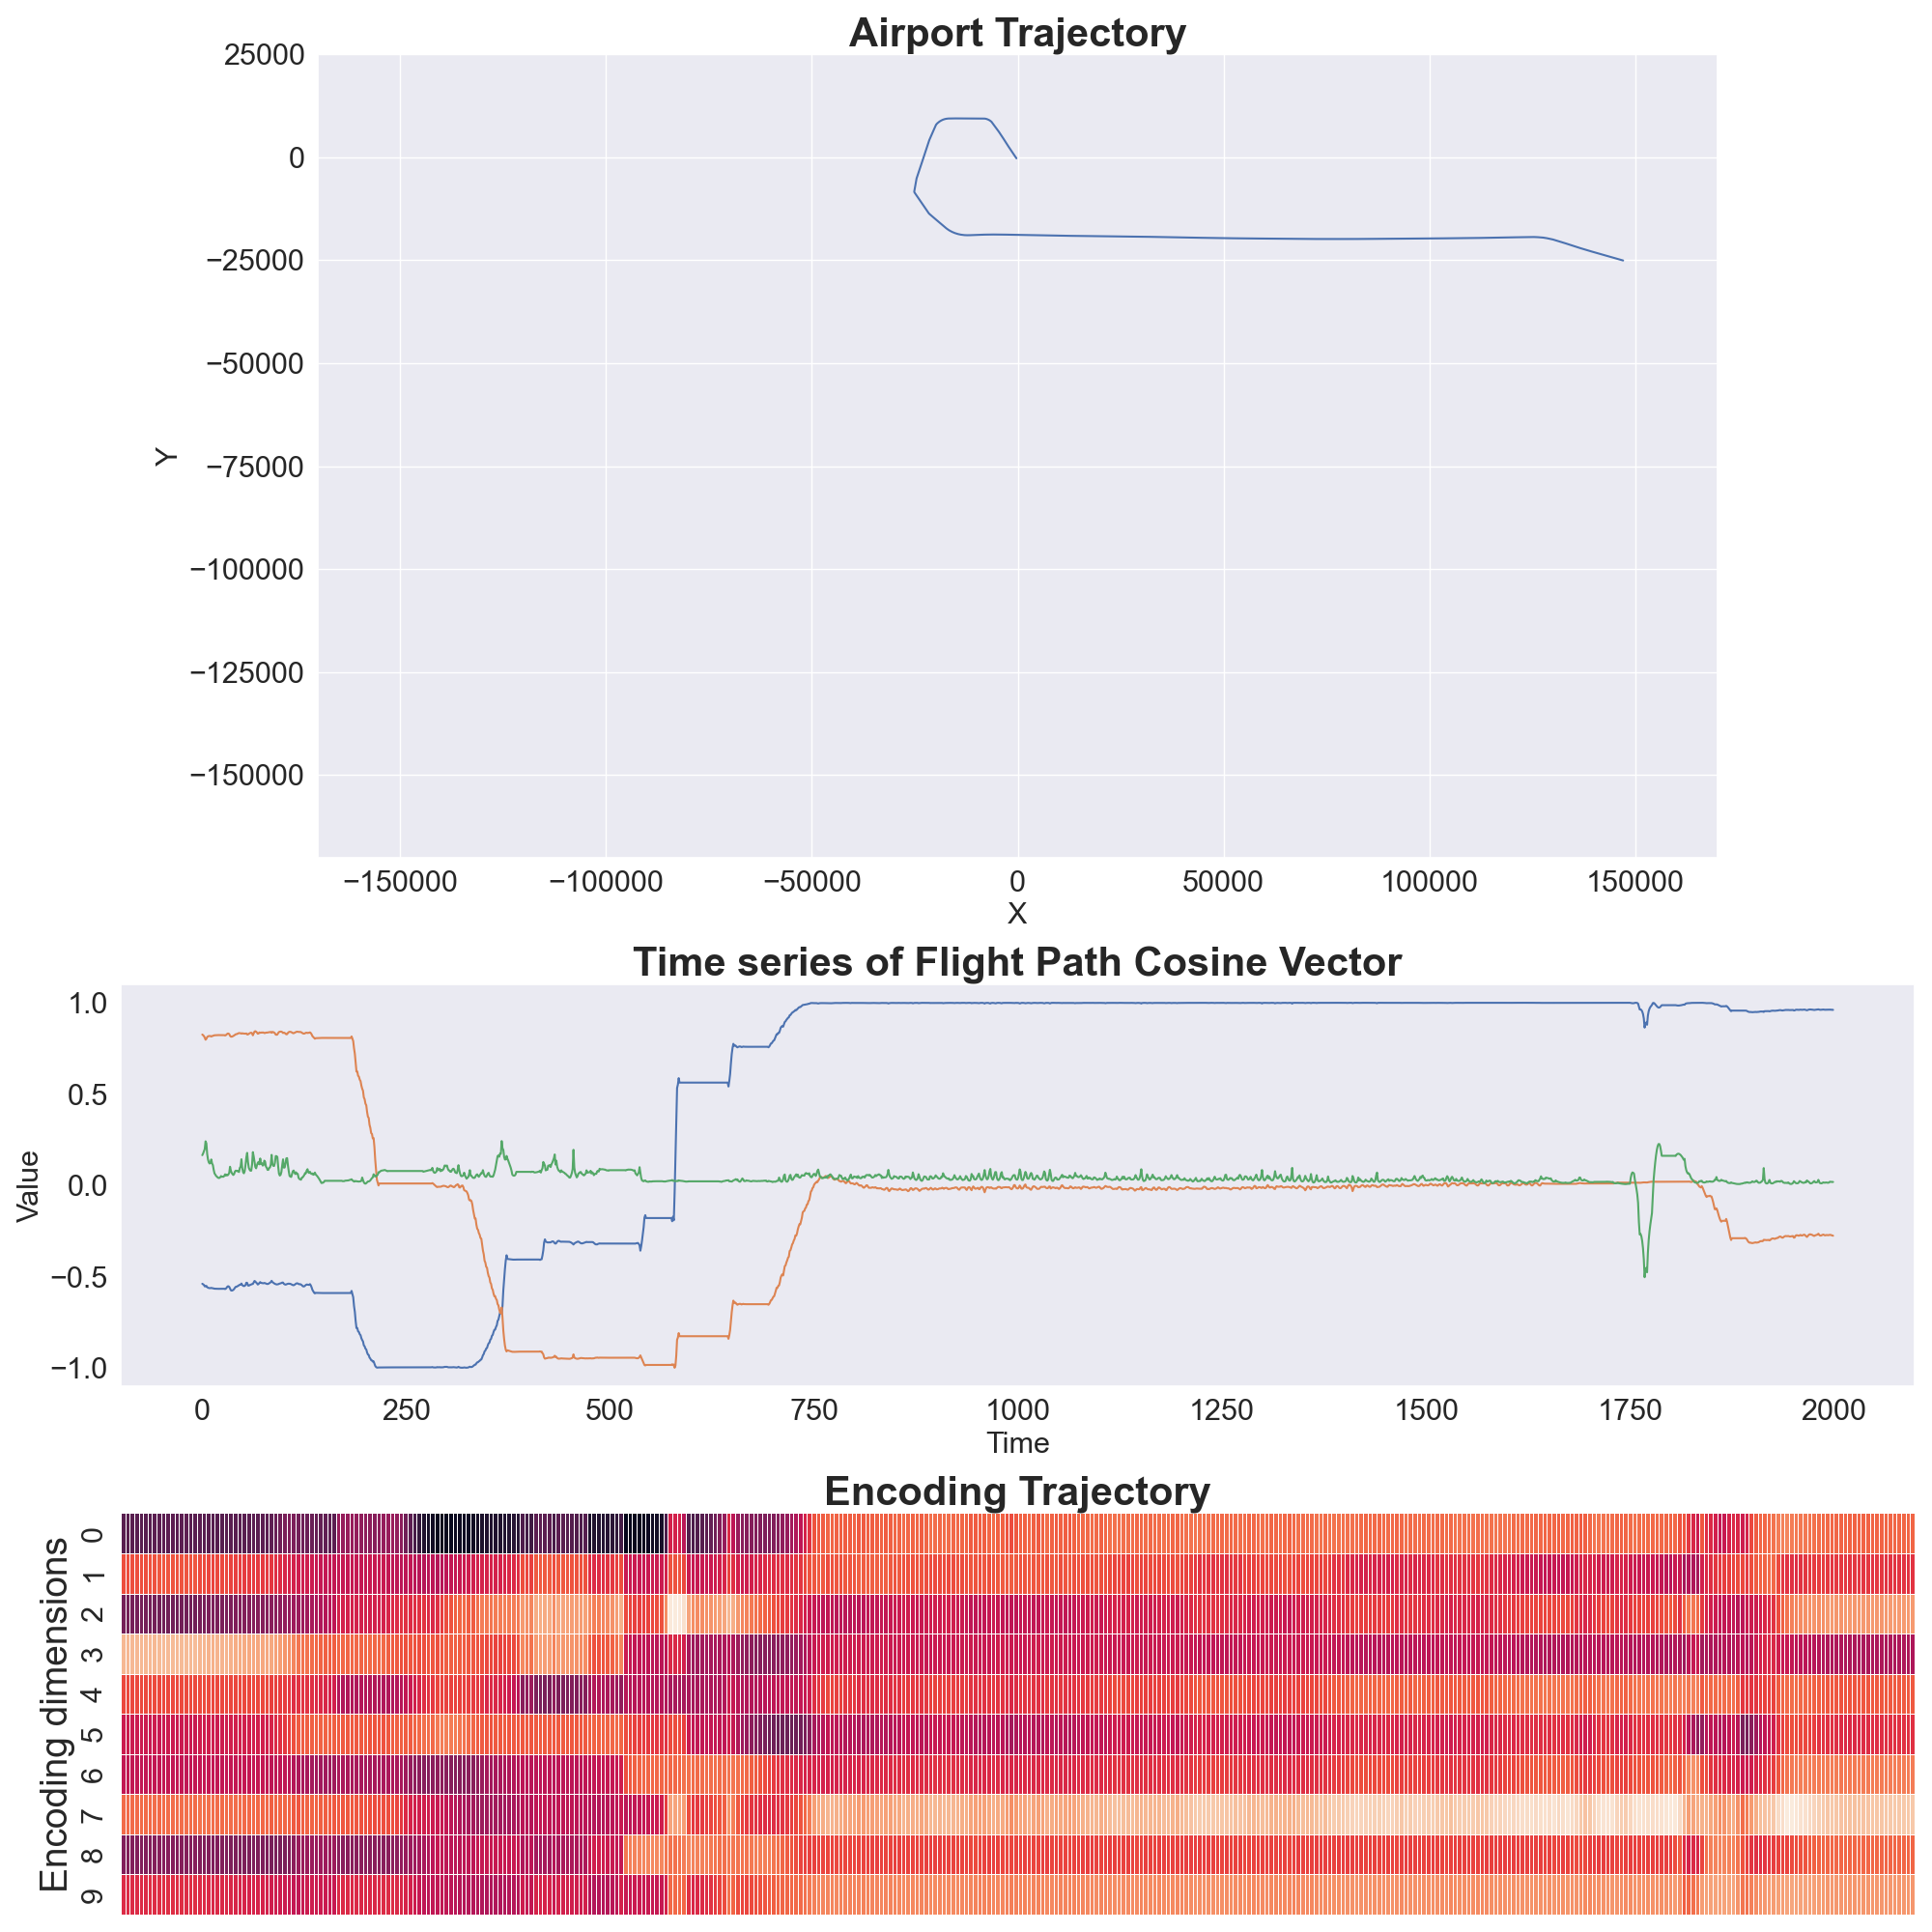 Airport Trajectory
25000
0
−25000
−50000
−75000
−100000
−125000
−150000
Y
−150000 −100000 −50000 0 50000 100000 150000
X
Time series of Flight Path Cosine Vector
1.0
0.5
0.0
−0.5
−1.0
Value
0 250 500 750 1000 1250 1500 1750 2000
Time
Encoding Trajectory
Encoding dimensions
0
1
2
3
4
5
6
7
8
9